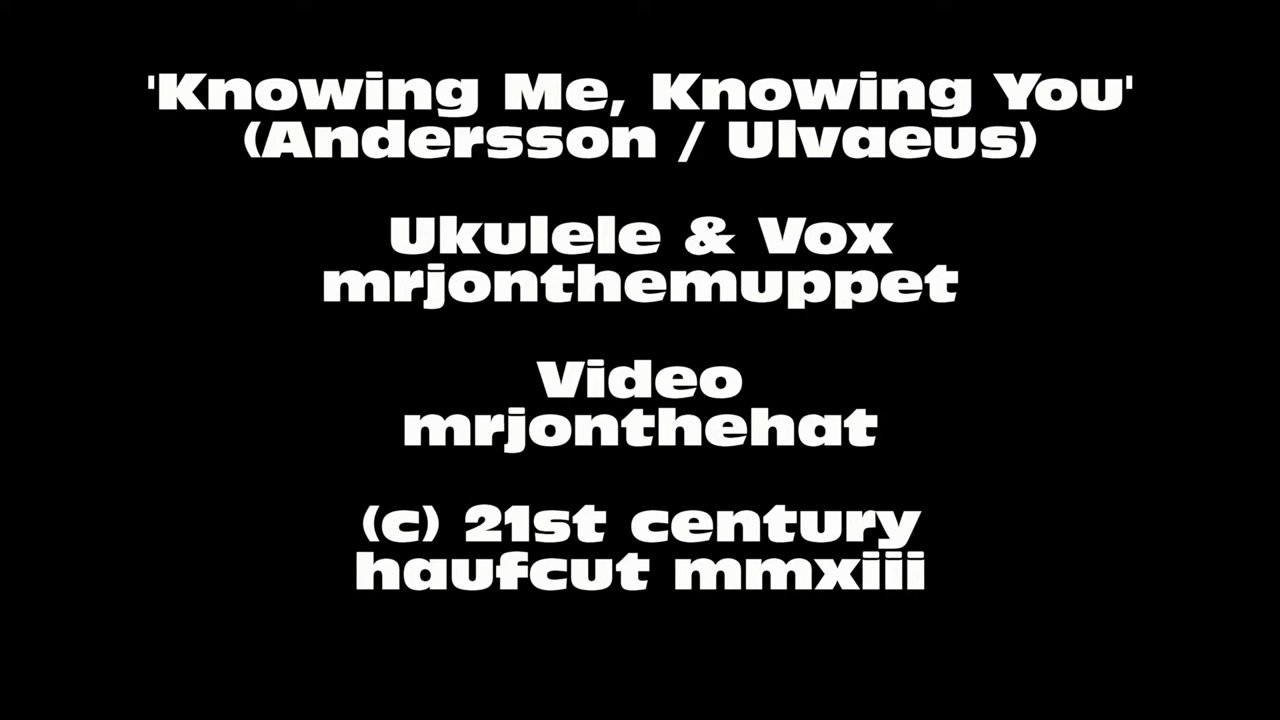 'Knowing Me, Knowing You'
(Andersson / Ulvaeus)
Ukulele & Vox
mrjonthemuppet
Video
mrjonthehat
(c) 21st century
haufcut mmxiii